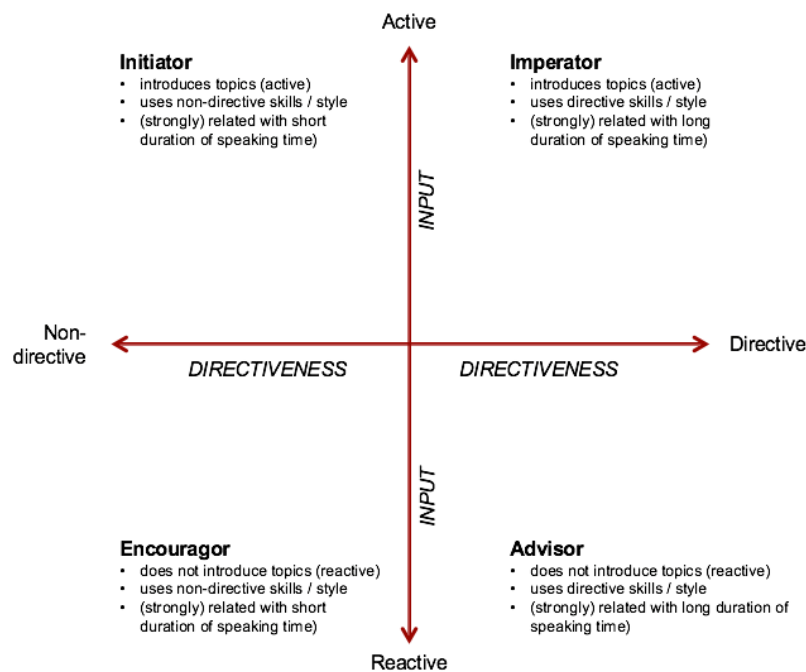 Active
Initiator
• introduces topics (active)
• uses non-directive skills / style
• (strongly) related with short
duration of speaking time)
Imperator
• introduces topics (active)
• uses directive skills / style
• (strongly) related with long
duration of speaking time)
INPUT
Non-
directive
DIRECTIVENESS
DIRECTIVENESS
Directive
INPUT
Encouragor
• does not introduce topics (reactive)
• uses non-directive skills / style
• (strongly) related with short
duration of speaking time)
Advisor
• does not introduce topics (reactive)
• uses directive skills / style
• (strongly) related with long duration of
speaking time)
Reactive